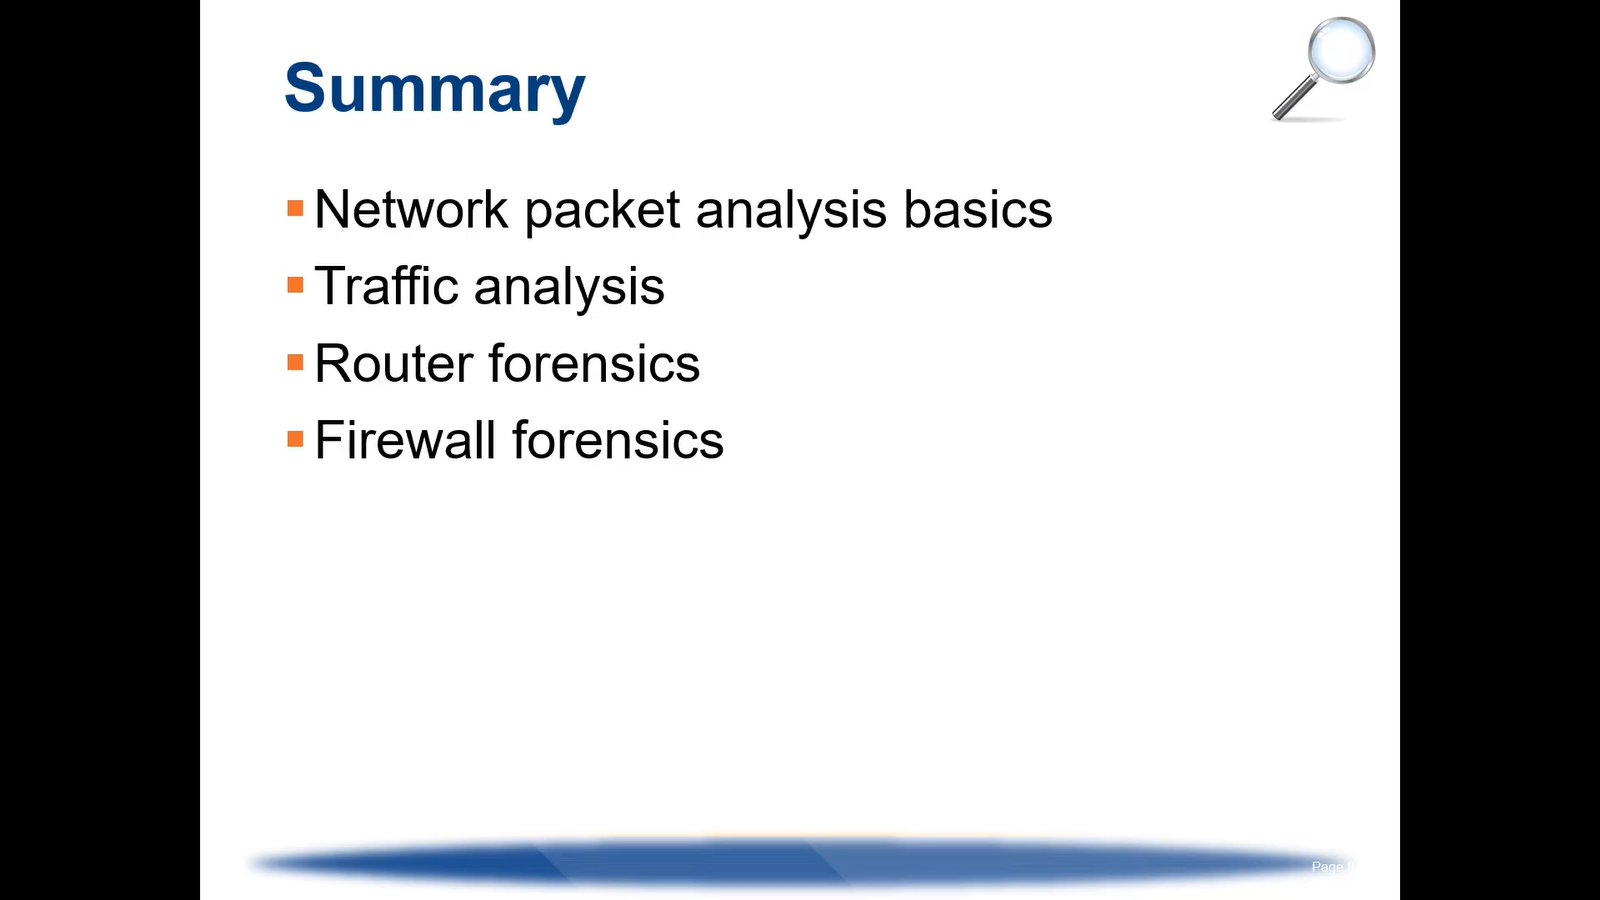 Summary
Network packet analysis basics
Traffic analysis
Router forensics
Firewall forensics
Page